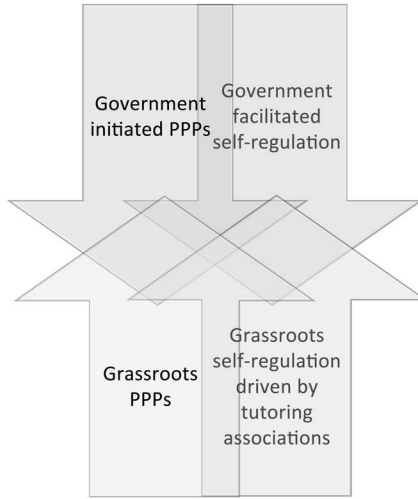 Government
initiated PPPs
Government
facilitated
self-regulation
Grassroots
PPPs
Grassroots
self-regulation
driven by
tutoring
associations